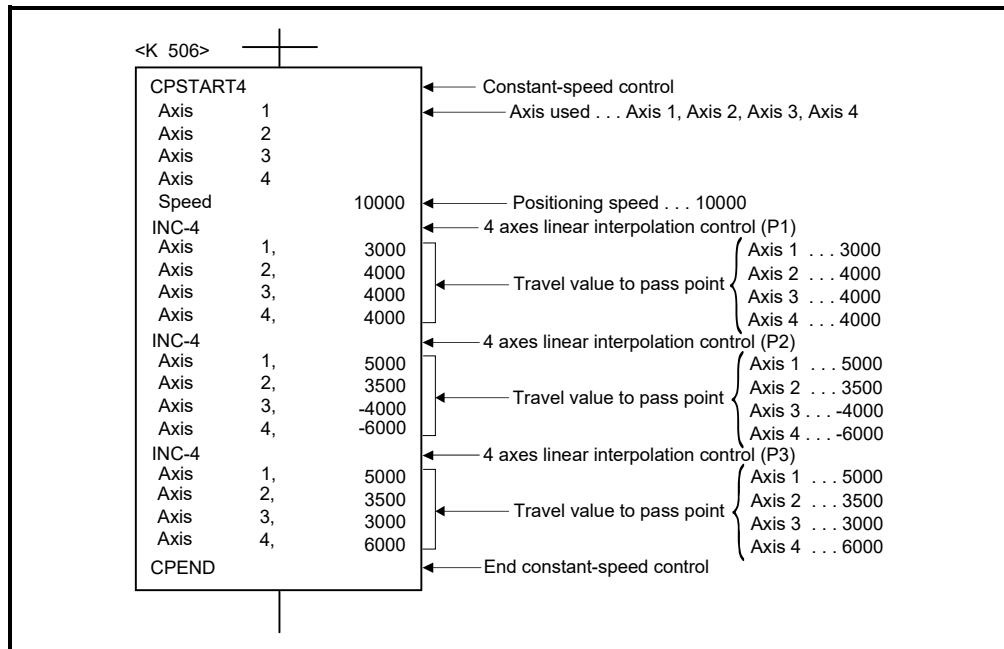 <K 506>
CPSTART4 Constant-speed control
Axis 1 Axis used . . . Axis 1, Axis 2, Axis 3, Axis 4
Axis 2
Axis 3
Axis 4
Speed 10000 Positioning speed . . . 10000
INC-4 4 axes linear interpolation control (P1)
Axis 1, 3000 Axis 1 . . . 3000
Axis 2, 4000 Travel value to pass point Axis 2 . . . 4000
Axis 3, 4000 Axis 3 . . . 4000
Axis 4, 4000 Axis 4 . . . 4000
INC-4 4 axes linear interpolation control (P2)
Axis 1, 5000 Axis 1 . . . 5000
Axis 2, 3500 Travel value to pass point Axis 2 . . . 3500
Axis 3, -4000 Axis 3 . . . -4000
Axis 4, -6000 Axis 4 . . . -6000
INC-4 4 axes linear interpolation control (P3)
Axis 1, 5000 Axis 1 . . . 5000
Axis 2, 3500 Travel value to pass point Axis 2 . . . 3500
Axis 3, 3000 Axis 3 . . . 3000
Axis 4, 6000 Axis 4 . . . 6000
CPEND End constant-speed control